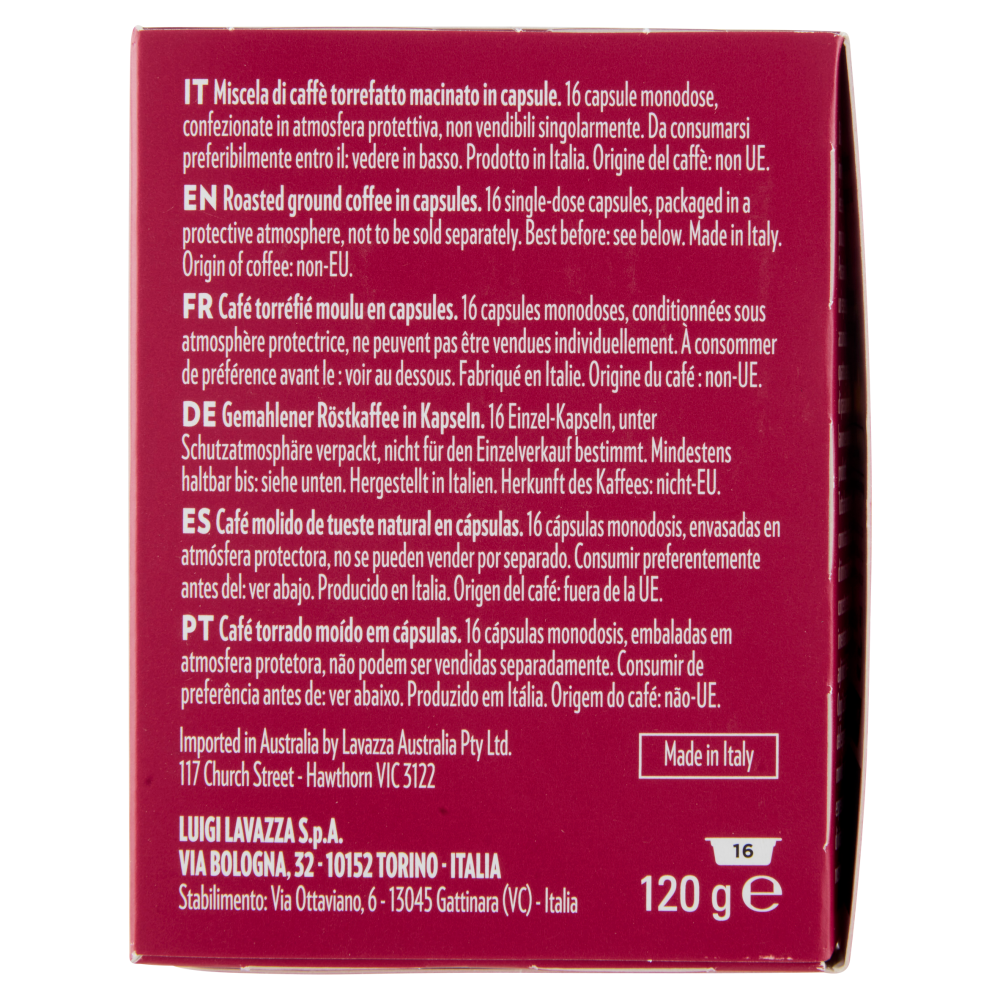 IT Miscela di caffè torrefatto macinato in capsule. 16 capsule monodose,
confezionate in atmosfera protettiva, non vendibili singolarmente. Da consumarsi
preferibilmente entro il: vedere in basso. Prodotto in Italia. Origine del caffè: non UE.
EN Roasted ground coffee in capsules. 16 single-dose capsules, packaged in a
protective atmosphere, not to be sold separately. Best before: see below. Made in Italy.
Origin of coffee: non-EU.
FR Café torréfié moulu en capsules. 16 capsules monodoses, conditionnées sous
atmosphère protectrice, ne peuvent pas être vendues individuellement. À consommer
de préférence avant le : voir au dessous. Fabriqué en Italie. Origine du café : non-UE.
DE Gemahlener Röstkaffee in Kapseln. 16 Einzel-Kapseln, unter
Schutzatmosphäre verpackt, nicht für den Einzelverkauf bestimmt. Mindestens
haltbar bis: siehe unten. Hergestellt in Italien. Herkunft des Kaffees: nicht-EU.
ES Café molido de tueste natural en cápsulas. 16 cápsulas monodosis, envasadas en
atmósfera protectora, no se pueden vender por separado. Consumir preferentemente
antes del: ver abajo. Producido en Italia. Origen del café: fuera de la UE.
PT Café torrado moído em cápsulas. 16 cápsulas monodosis, embaladas em
atmosfera protetora, não podem ser vendidas separadamente. Consumir de
preferência antes de: ver abaixo. Produzido em Itália. Origem do café: não-UE.
Imported in Australia by Lavazza Australia Pty Ltd.
117 Church Street - Hawthorn VIC 3122
Made in Italy
LUIGI LAVAZZA S.p.A.
VIA BOLOGNA, 32 - 10152 TORINO - ITALIA
Stabilimento: Via Ottaviano, 6 - 13045 Gattinara (VC) - Italia
16
120 g ℮